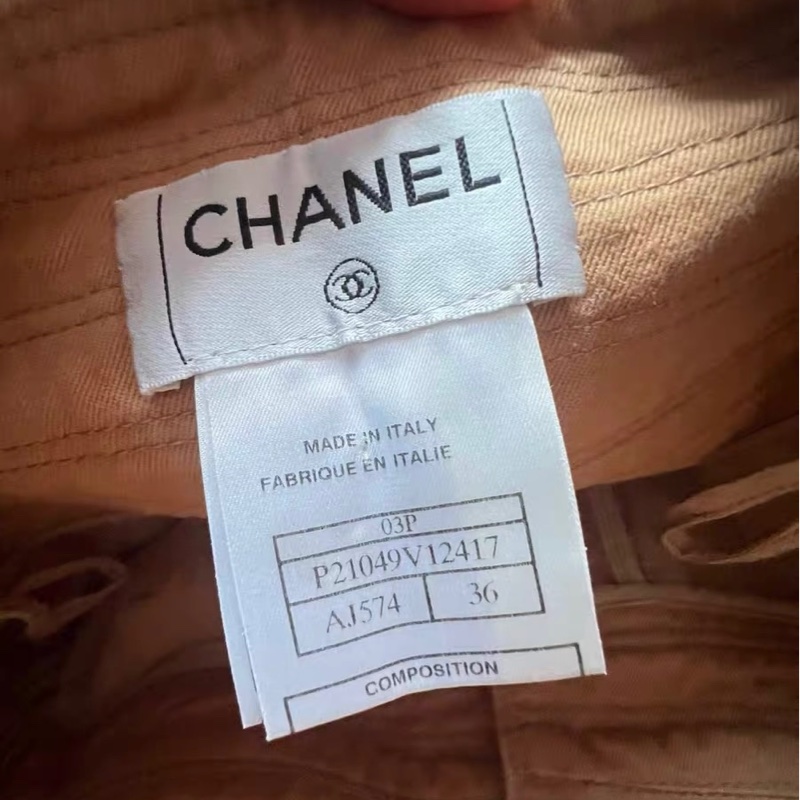 CHANEL
MADE IN ITALY
FABRIQUE EN ITALIE
03P
P21049V12417
AJ574 36
COMPOSITION